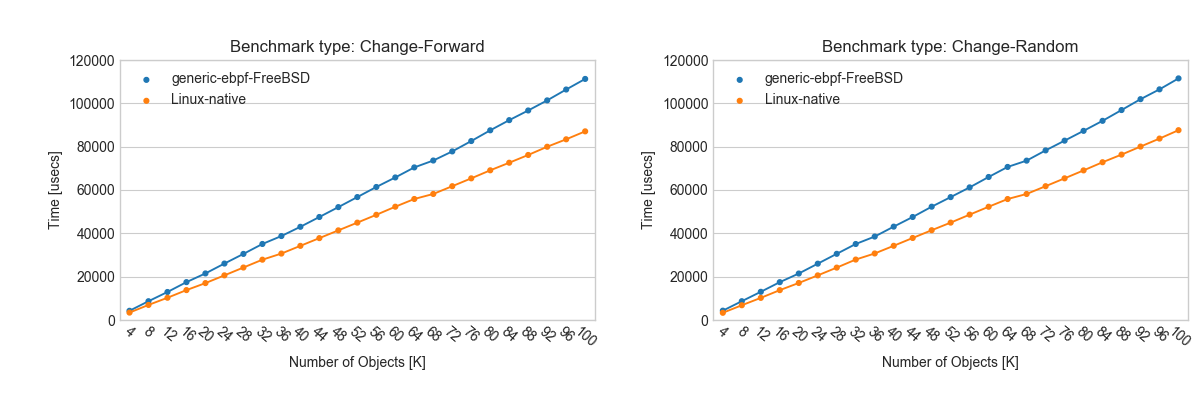 Benchmark type: Change-Forward
120000
100000
80000
60000
40000
20000
0
Time [usecs]
generic-ebpf-FreeBSD
Linux-native
4 8 12 16 20 24 28 32 36 40 44 48 52 56 60 64 68 72 76 80 84 88 92 96 100
Number of Objects [K]
Benchmark type: Change-Random
120000
100000
80000
60000
40000
20000
0
Time [usecs]
generic-ebpf-FreeBSD
Linux-native
4 8 12 16 20 24 28 32 36 40 44 48 52 56 60 64 68 72 76 80 84 88 92 96 100
Number of Objects [K]